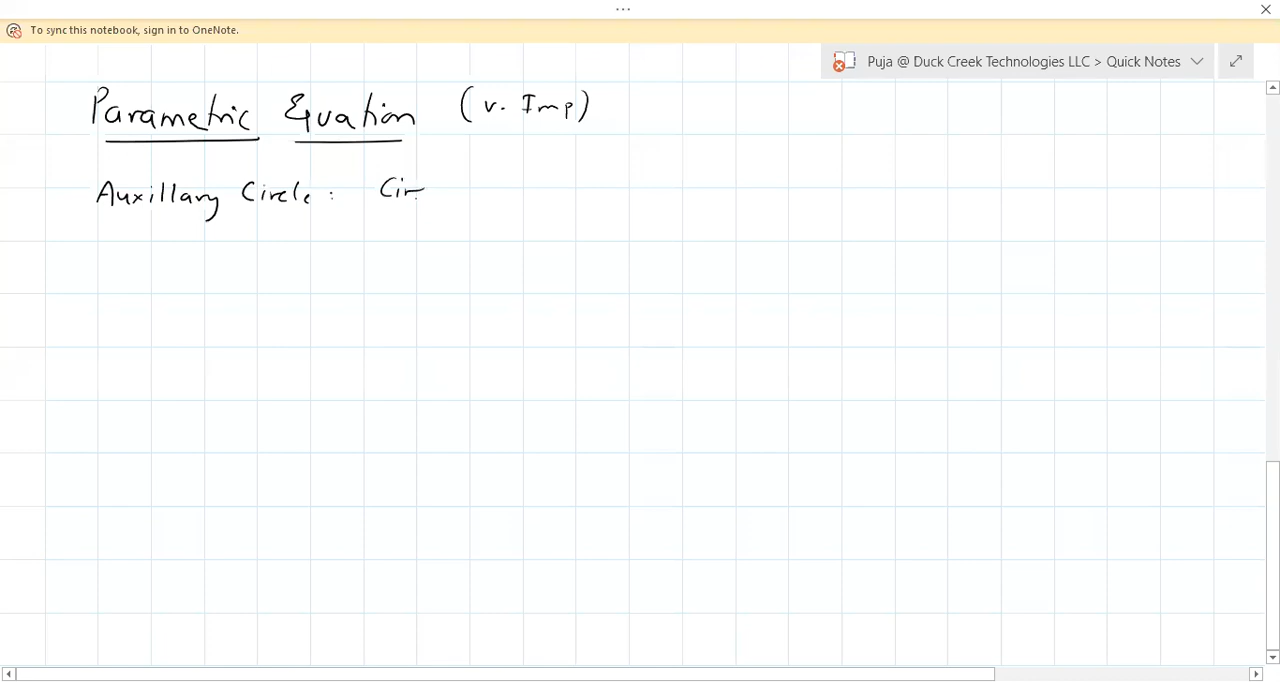 To sync this notebook, sign in to OneNote.
Puja @ Duck Creek Technologies LLC > Quick Notes
Parametric Equation (v. Imp)
Auxillary Circle : Cir